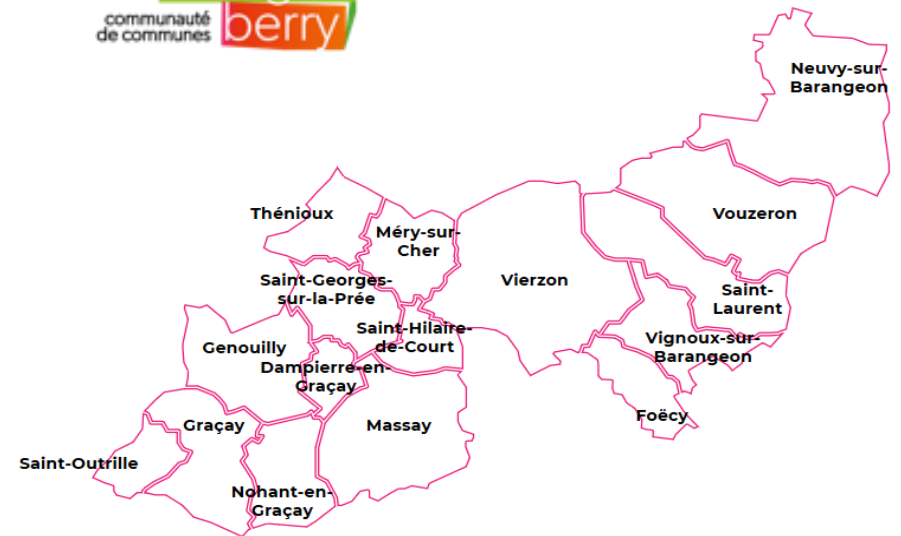 communauté
de communes
berry
Neuvy-sur-
Barangeon
Thénioux
Vouzeron
Méry-sur-
Cher
Saint-Georges-
sur-la-Prée
Vierzon
Saint-
Laurent
Saint-Hilaire-
de-Court
Vignoux-sur-
Barangeon
Genouilly
Dampierre-en-
Graçay
Foëcy
Graçay
Massay
Saint-Outrille
Nohant-en-
Graçay